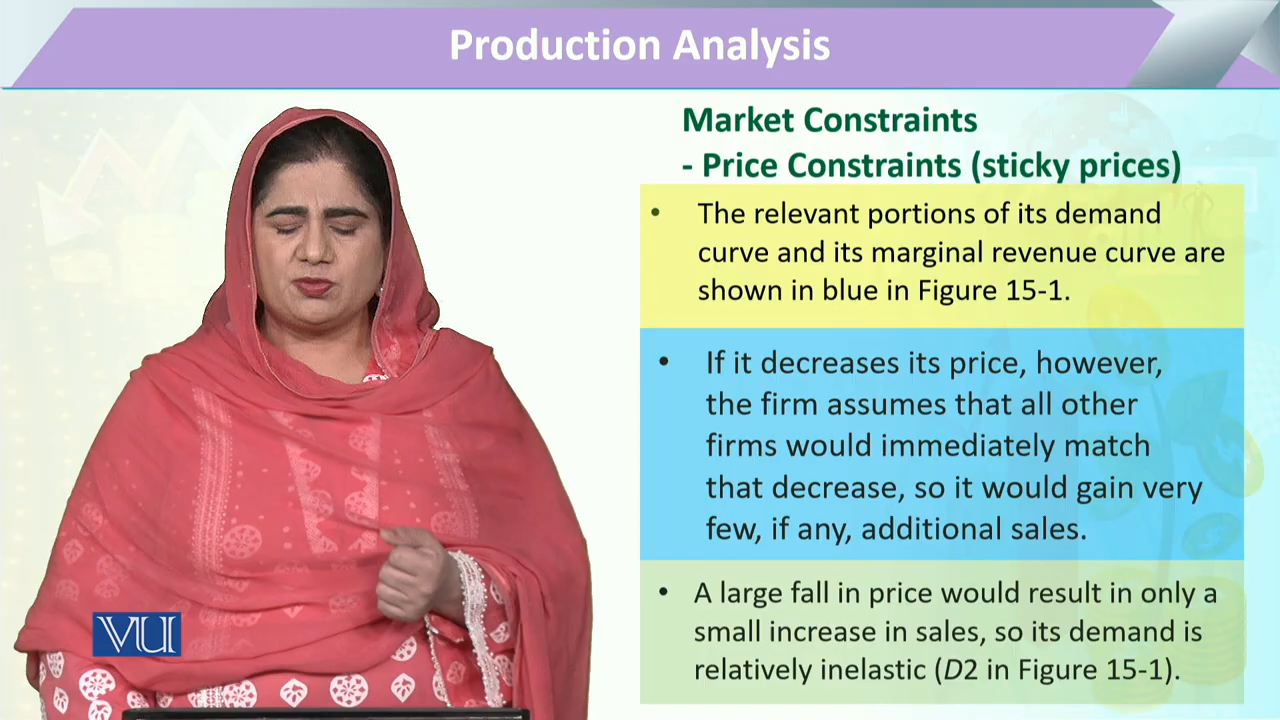 Production Analysis
Market Constraints
- Price Constraints (sticky prices)
• The relevant portions of its demand
curve and its marginal revenue curve are
shown in blue in Figure 15-1.
• If it decreases its price, however,
the firm assumes that all other
firms would immediately match
that decrease, so it would gain very
few, if any, additional sales.
• A large fall in price would result in only a
small increase in sales, so its demand is
relatively inelastic (D2 in Figure 15-1).
VU